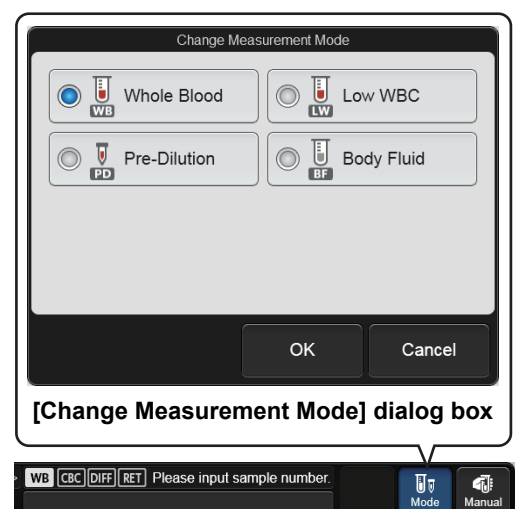 Change Measurement Mode
WB Whole Blood
LW Low WBC
PD Pre-Dilution
BF Body Fluid
OK Cancel
[Change Measurement Mode] dialog box
> WB CBC DIFF RET Please input sample number.
Mode Manual